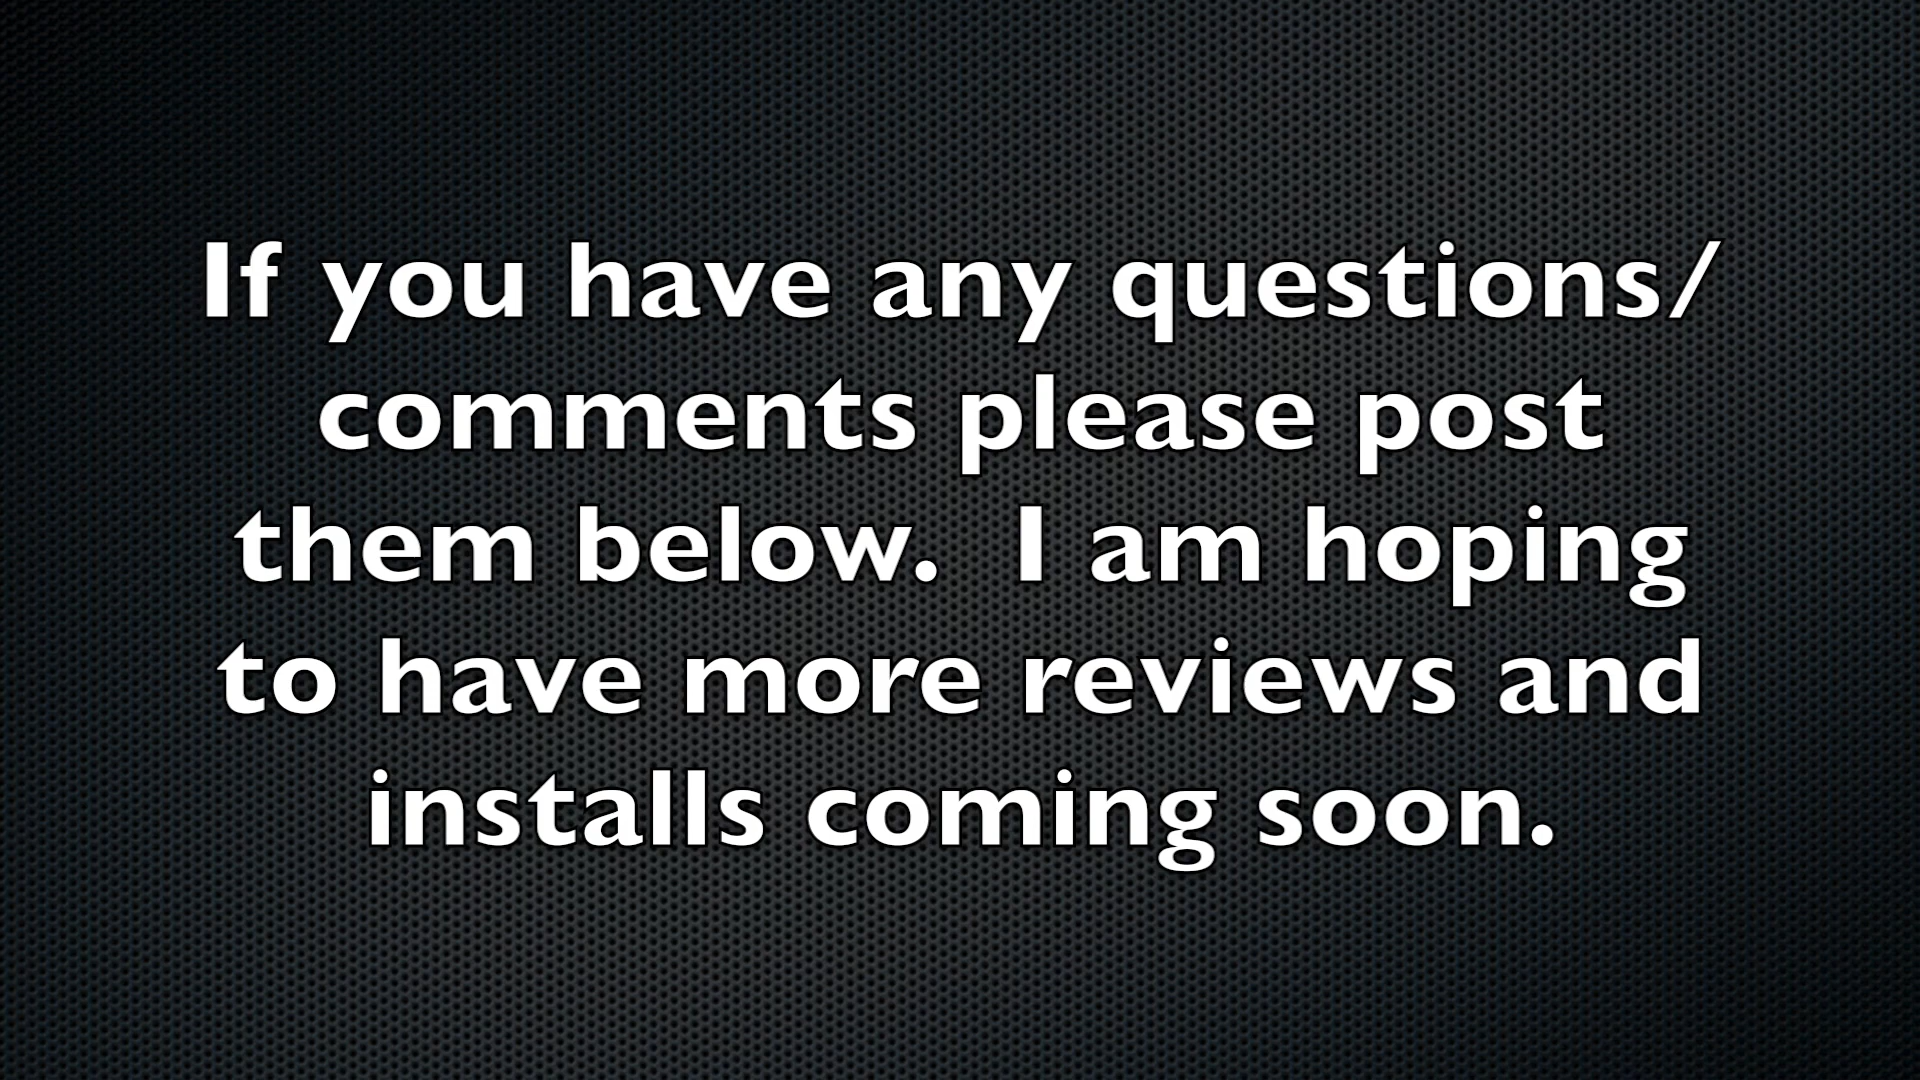 If you have any questions/
comments please post
them below.  I am hoping
to have more reviews and
installs coming soon.